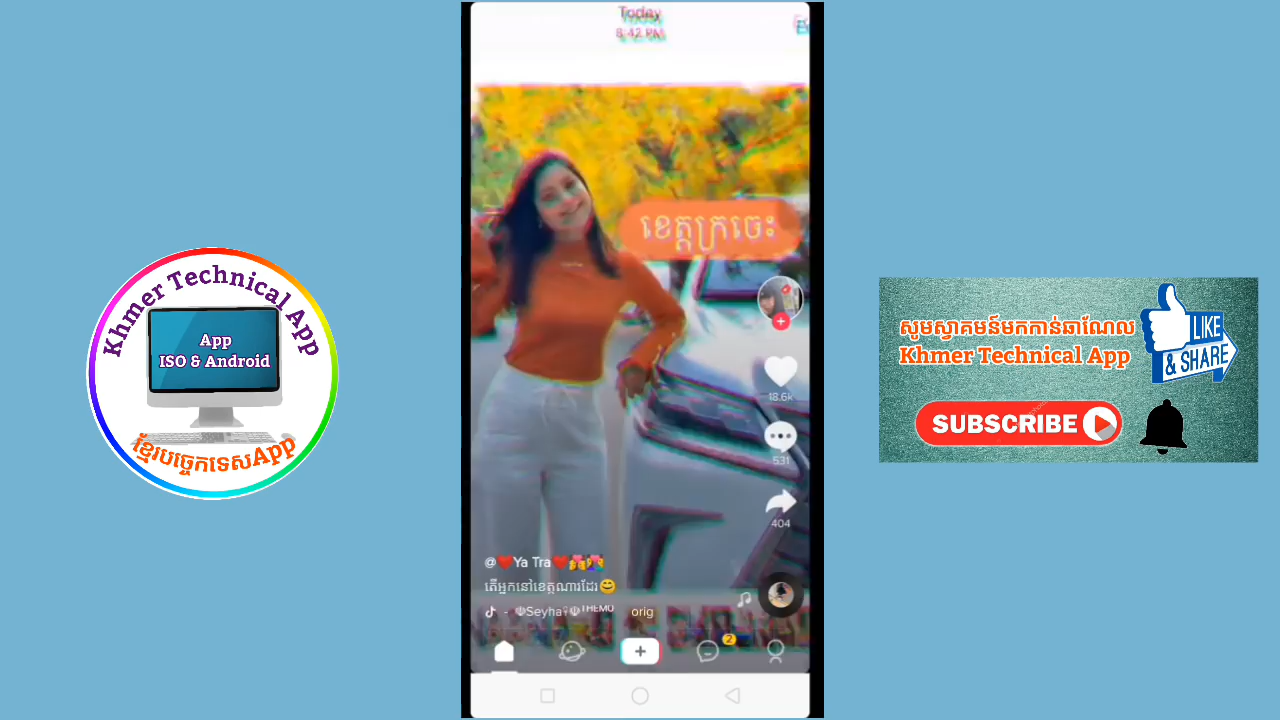 Khmer Technical App
App
ISO & Android
ខ្មែរបច្ចេកទេសApp
Today
8:42 PM
ខេត្តក្រចេះ
18.6k
531
404
@❤️Ya Tra❤️
តើអ្នកនៅខេត្តណារដែរ😊
orig
2
សូមស្វាគមន៍មកកាន់ឆាណែល
Khmer Technical App
LIKE
& SHARE
SUBSCRIBE